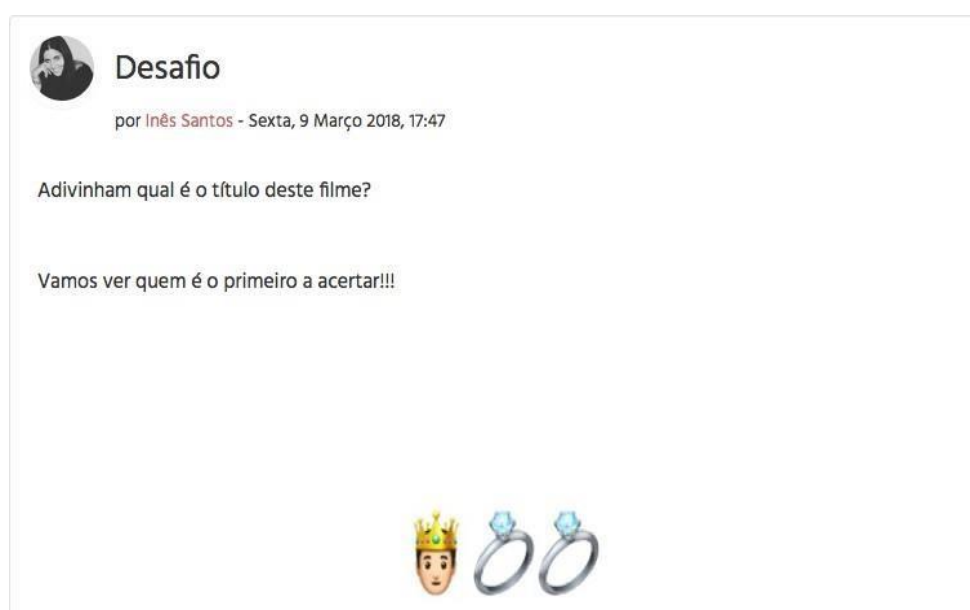 Desafio
por Inês Santos - Sexta, 9 Março 2018, 17:47
Adivinham qual é o título deste filme?
Vamos ver quem é o primeiro a acertar!!!